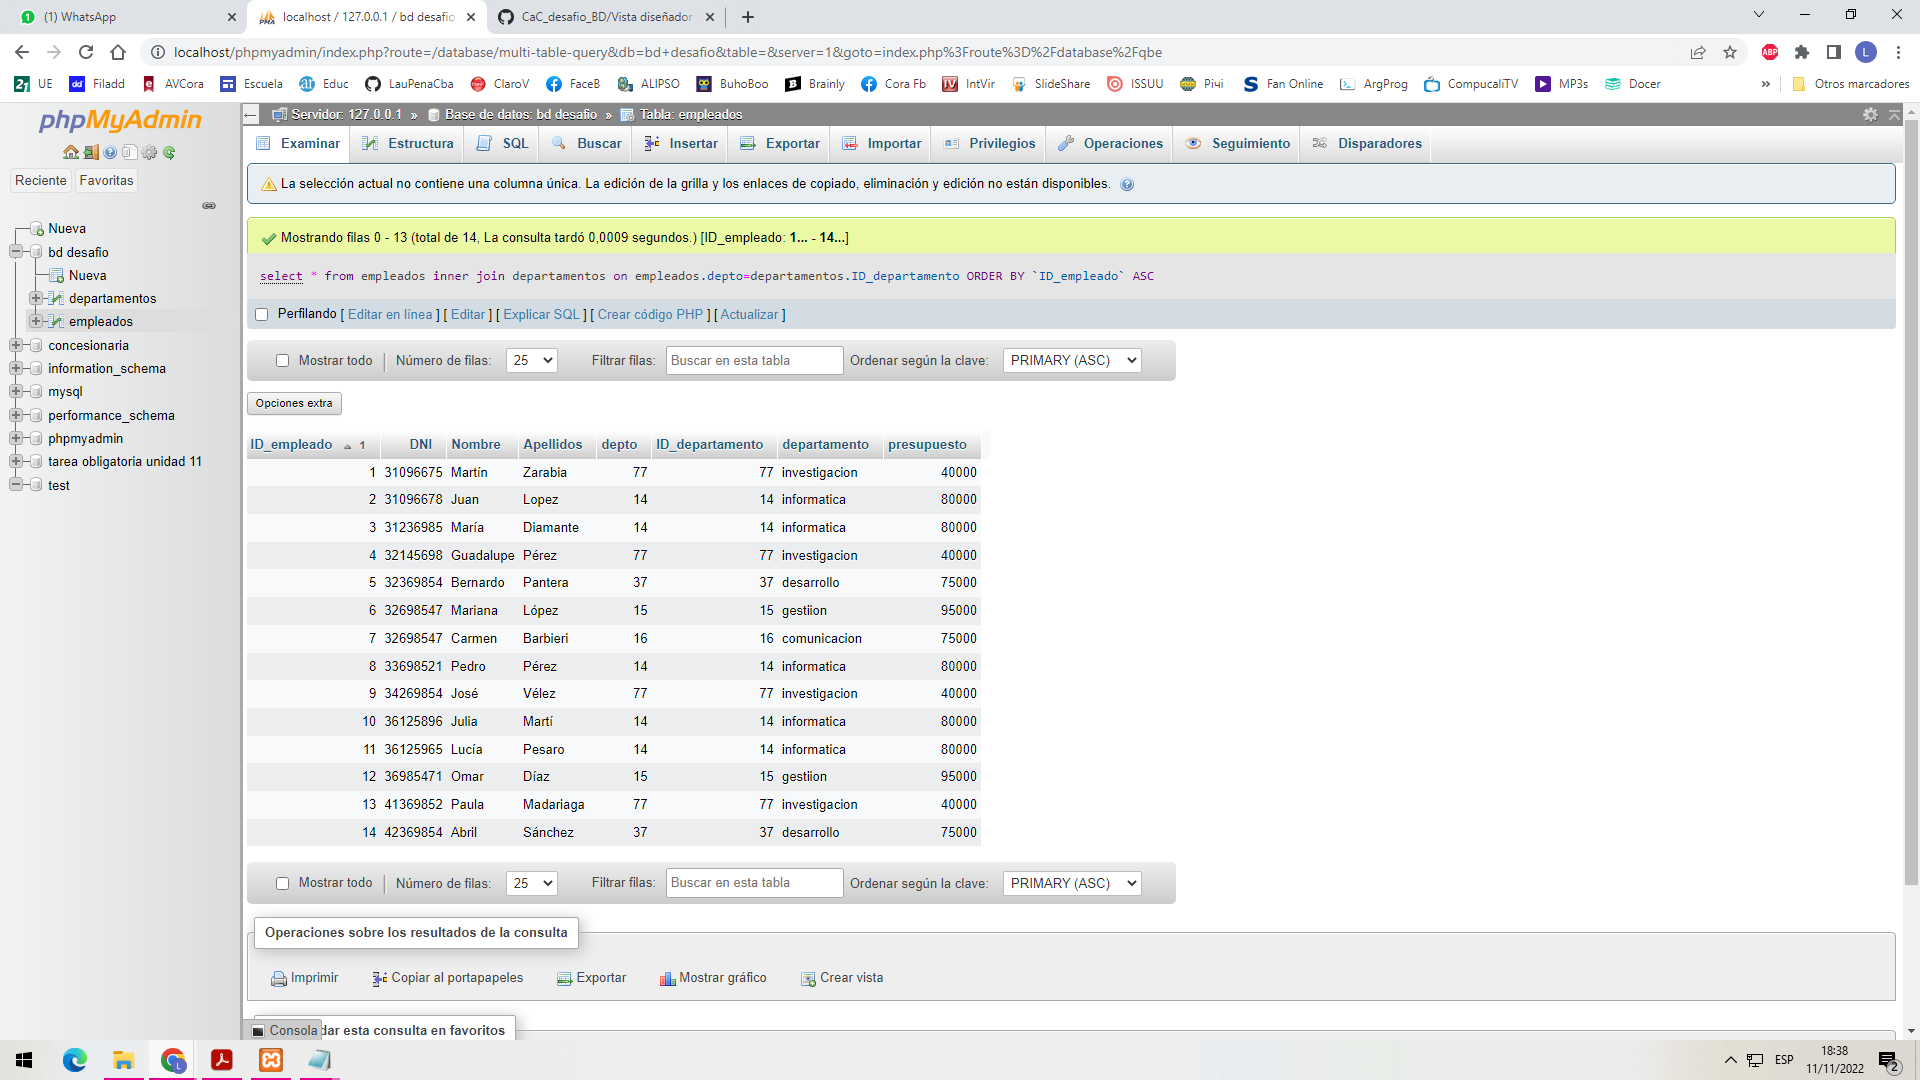 (1) WhatsApp
localhost / 127.0.0.1 / bd desafio
CaC_desafio_BD/Vista diseñador
localhost/phpmyadmin/index.php?route=/database/multi-table-query&db=bd+desafio&table=&server=1&goto=index.php%3Froute%3D%2Fdatabase%2Fqbe
UE Filadd AVCora Escuela Educ LauPenaCba ClaroV FaceB ALIPSO BuhoBoo Brainly Cora Fb IntVir SlideShare ISSUU Piui Fan Online ArgProg CompucaliTV MP3s Docer » Otros marcadores
phpMyAdmin
Reciente Favoritas
Nueva
bd desafio
Nueva
departamentos
empleados
concesionaria
information_schema
mysql
performance_schema
phpmyadmin
tarea obligatoria unidad 11
test
Servidor: 127.0.0.1 » Base de datos: bd desafio » Tabla: empleados
Examinar Estructura SQL Buscar Insertar Exportar Importar Privilegios Operaciones Seguimiento Disparadores
La selección actual no contiene una columna única. La edición de la grilla y los enlaces de copiado, eliminación y edición no están disponibles.
Mostrando filas 0 - 13 (total de 14, La consulta tardó 0,0009 segundos.) [ID_empleado: 1... - 14...]
select * from empleados inner join departamentos on empleados.depto=departamentos.ID_departamento ORDER BY `ID_empleado` ASC
Perfilando [ Editar en línea ] [ Editar ] [ Explicar SQL ] [ Crear código PHP ] [ Actualizar ]
Mostrar todo Número de filas: 25 Filtrar filas: Buscar en esta tabla Ordenar según la clave: PRIMARY (ASC)
Opciones extra
ID_empleado 1 DNI Nombre Apellidos depto ID_departamento departamento presupuesto
1 31096675 Martín Zarabia 77 77 investigacion 40000
2 31096678 Juan Lopez 14 14 informatica 80000
3 31236985 María Diamante 14 14 informatica 80000
4 32145698 Guadalupe Pérez 77 77 investigacion 40000
5 32369854 Bernardo Pantera 37 37 desarrollo 75000
6 32698547 Mariana López 15 15 gestiion 95000
7 32698547 Carmen Barbieri 16 16 comunicacion 75000
8 33698521 Pedro Pérez 14 14 informatica 80000
9 34269854 José Vélez 77 77 investigacion 40000
10 36125896 Julia Martí 14 14 informatica 80000
11 36125965 Lucía Pesaro 14 14 informatica 80000
12 36985471 Omar Díaz 15 15 gestiion 95000
13 41369852 Paula Madariaga 77 77 investigacion 40000
14 42369854 Abril Sánchez 37 37 desarrollo 75000
Mostrar todo Número de filas: 25 Filtrar filas: Buscar en esta tabla Ordenar según la clave: PRIMARY (ASC)
Operaciones sobre los resultados de la consulta
Imprimir Copiar al portapapeles Exportar Mostrar gráfico Crear vista
Consola dar esta consulta en favoritos
ESP
18:38
11/11/2022
2